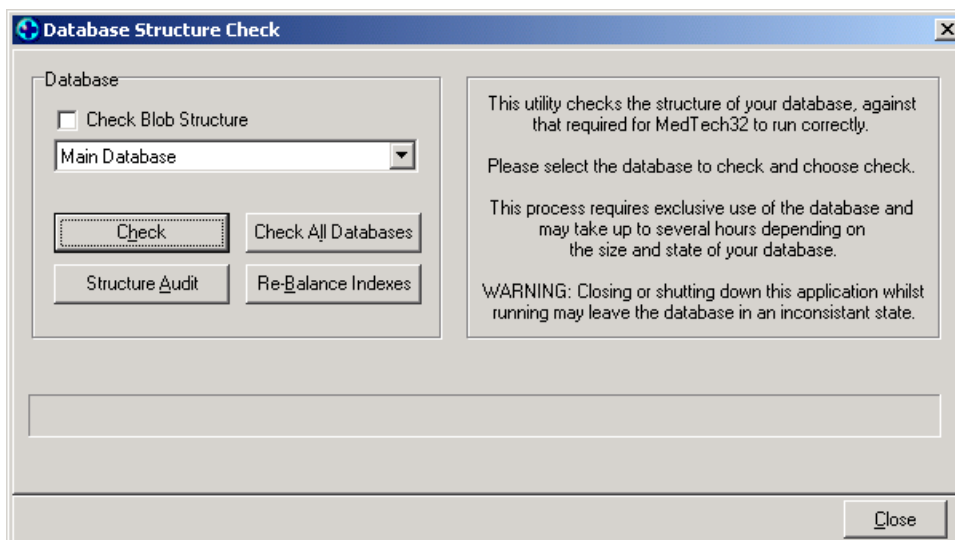 Database Structure Check
Database
Check Blob Structure
Main Database
Check
Check All Databases
Structure Audit
Re-Balance Indexes
This utility checks the structure of your database, against
that required for MedTech32 to run correctly.
Please select the database to check and choose check.
This process requires exclusive use of the database and
may take up to several hours depending on
the size and state of your database.
WARNING: Closing or shutting down this application whilst
running may leave the database in an inconsistant state.
Close